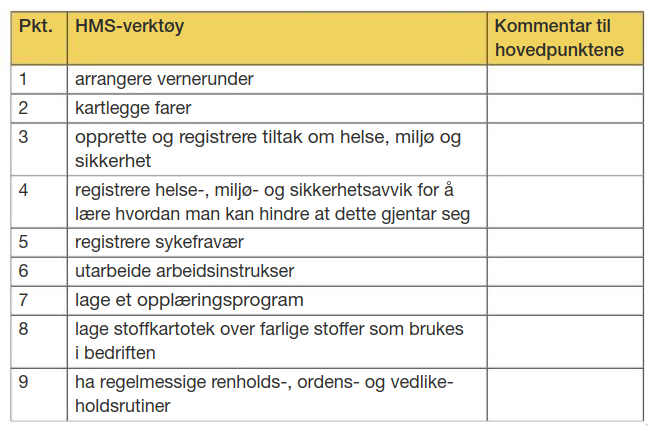 Pkt. HMS-verktøy Kommentar til
hovedpunktene
1 arrangere vernerunder
2 kartlegge farer
3 opprette og registrere tiltak om helse, miljø og
sikkerhet
4 registrere helse-, miljø- og sikkerhetsavvik for å
lære hvordan man kan hindre at dette gjentar seg
5 registrere sykefravær
6 utarbeide arbeidsinstrukser
7 lage et opplæringsprogram
8 lage stoffkartotek over farlige stoffer som brukes
i bedriften
9 ha regelmessige renholds-, ordens- og vedlike-
holdsrutiner